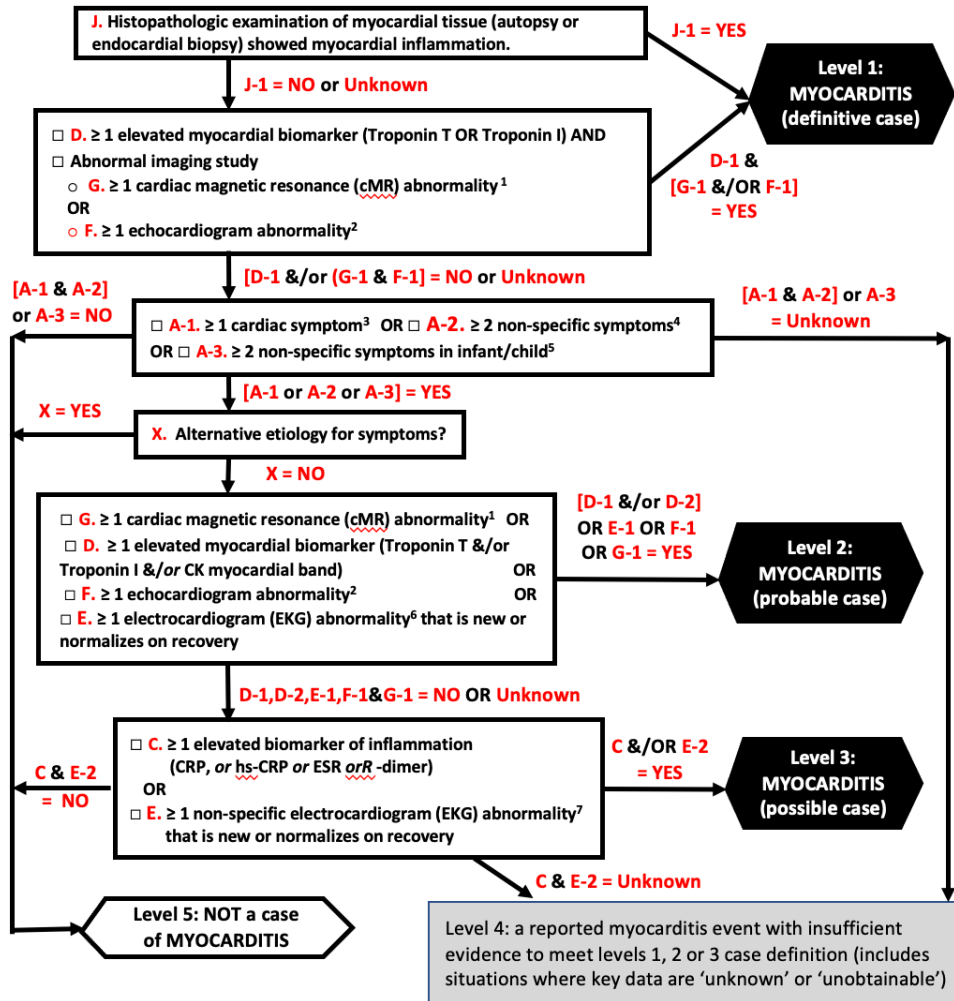 J. Histopathologic examination of myocardial tissue (autopsy or
endocardial biopsy) showed myocardial inflammation.
J-1 = YES
Level 1:
MYOCARDITIS
(definitive case)
J-1 = NO or Unknown
□ D. ≥ 1 elevated myocardial biomarker (Troponin T OR Troponin I) AND
□ Abnormal imaging study
○ G. ≥ 1 cardiac magnetic resonance (cMR) abnormality¹
OR
○ F. ≥ 1 echocardiogram abnormality²
D-1 &
[G-1 &/OR F-1]
= YES
[D-1 &/or (G-1 & F-1] = NO or Unknown
[A-1 & A-2]
or A-3 = NO
[A-1 & A-2] or A-3
= Unknown
□ A-1. ≥ 1 cardiac symptom³ OR □ A-2. ≥ 2 non-specific symptoms⁴
OR □ A-3. ≥ 2 non-specific symptoms in infant/child⁵
[A-1 or A-2 or A-3] = YES
X = YES
X. Alternative etiology for symptoms?
X = NO
□ G. ≥ 1 cardiac magnetic resonance (cMR) abnormality¹ OR
□ D. ≥ 1 elevated myocardial biomarker (Troponin T &/or
Troponin I &/or CK myocardial band) OR
□ F. ≥ 1 echocardiogram abnormality² OR
□ E. ≥ 1 electrocardiogram (EKG) abnormality⁶ that is new or
normalizes on recovery
[D-1 &/or D-2]
OR E-1 OR F-1
OR G-1 = YES
Level 2:
MYOCARDITIS
(probable case)
D-1,D-2,E-1,F-1&G-1 = NO OR Unknown
□ C. ≥ 1 elevated biomarker of inflammation
(CRP, or hs-CRP or ESR orR -dimer)
OR
□ E. ≥ 1 non-specific electrocardiogram (EKG) abnormality⁷
that is new or normalizes on recovery
C & E-2
= NO
C &/OR E-2
= YES
Level 3:
MYOCARDITIS
(possible case)
C & E-2 = Unknown
Level 5: NOT a case
of MYOCARDITIS
Level 4: a reported myocarditis event with insufficient
evidence to meet levels 1, 2 or 3 case definition (includes
situations where key data are ‘unknown’ or ‘unobtainable’)